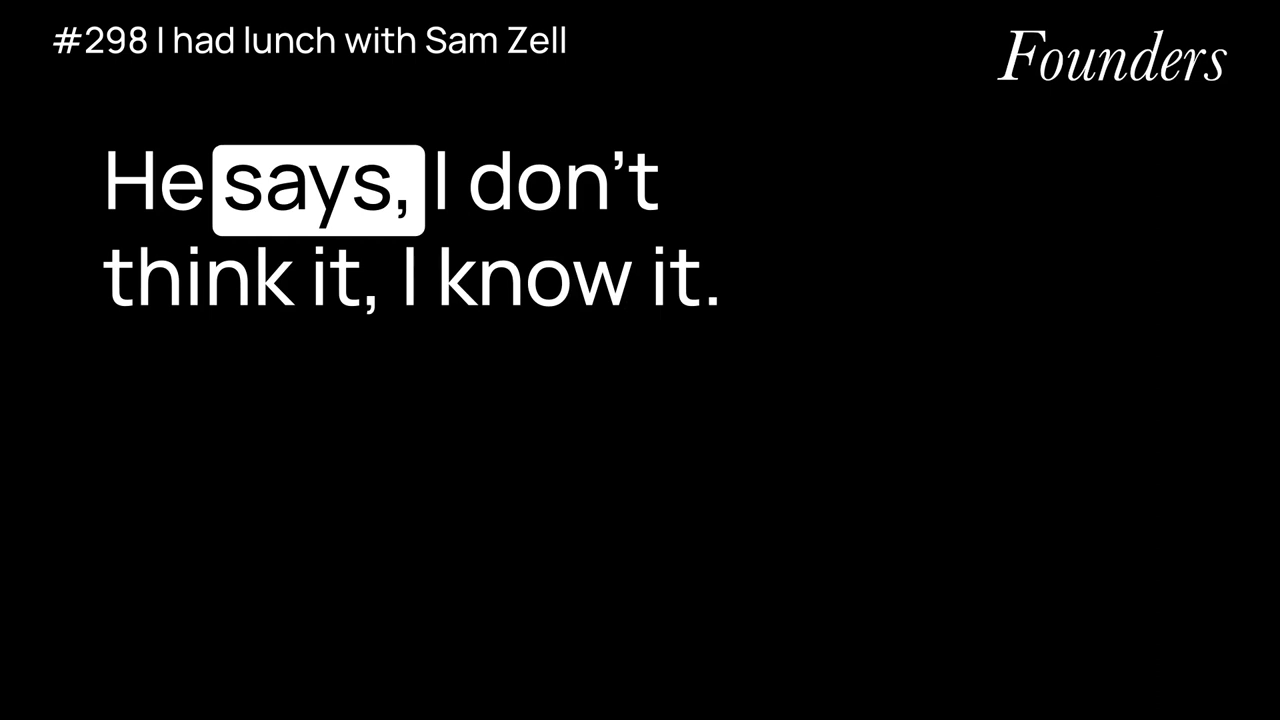 #298 I had lunch with Sam Zell
Founders
He says, I don’t
think it, I know it.